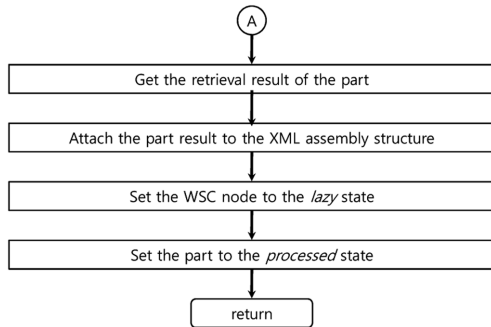 A
Get the retrieval result of the part
Attach the part result to the XML assembly structure
Set the WSC node to the lazy state
Set the part to the processed state
return